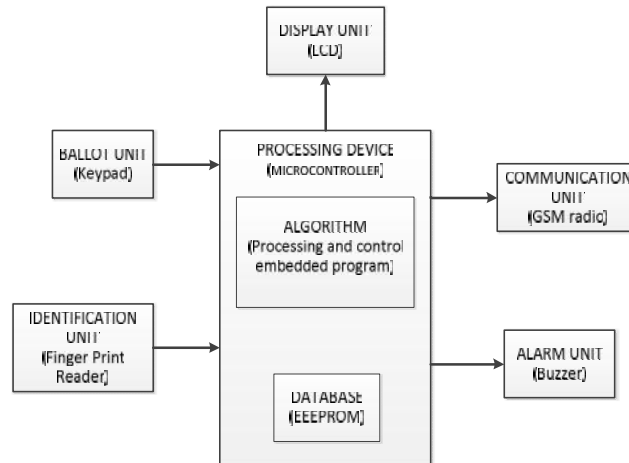 DISPLAY UNIT
(LCD)
BALLOT UNIT
(Keypad)
PROCESSING DEVICE
(MICROCONTROLLER)
COMMUNICATION
UNIT
(GSM radio)
ALGORITHM
(Processing and control
embedded program)
IDENTIFICATION
UNIT
(Finger Print
Reader)
ALARM UNIT
(Buzzer)
DATABASE
(EEEPROM)